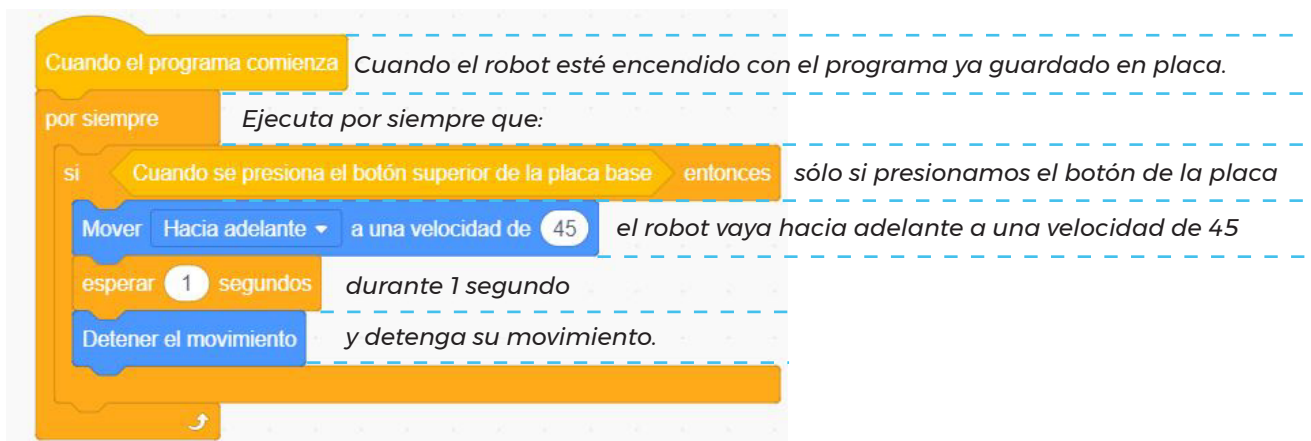 Cuando el programa comienza Cuando el robot esté encendido con el programa ya guardado en placa.
por siempre Ejecuta por siempre que:
si Cuando se presiona el botón superior de la placa base entonces sólo si presionamos el botón de la placa
Mover Hacia adelante a una velocidad de 45 el robot vaya hacia adelante a una velocidad de 45
esperar 1 segundos durante 1 segundo
Detener el movimiento y detenga su movimiento.